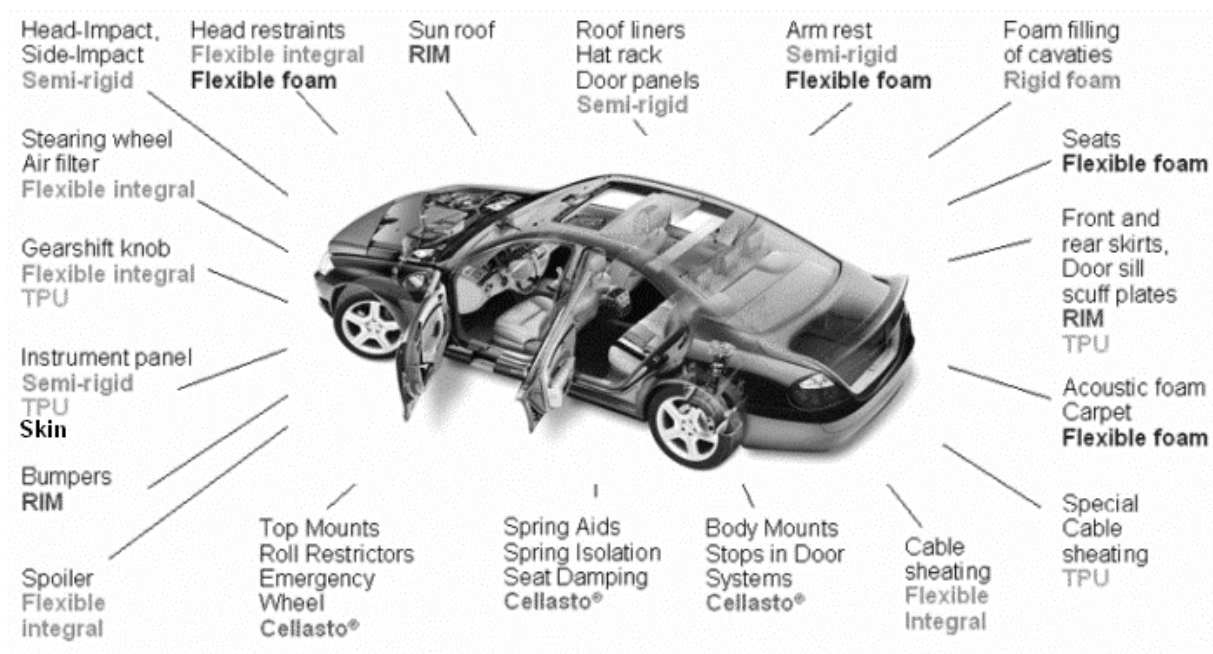 Head-Impact,
Side-Impact
Semi-rigid
Head restraints
Flexible integral
Flexible foam
Sun roof
RIM
Roof liners
Hat rack
Door panels
Semi-rigid
Arm rest
Semi-rigid
Flexible foam
Foam filling
of cavaties
Rigid foam
Stearing wheel
Air filter
Flexible integral
Gearshift knob
Flexible integral
TPU
Instrument panel
Semi-rigid
TPU
Skin
Bumpers
RIM
Spoiler
Flexible
integral
Top Mounts
Roll Restrictors
Emergency
Wheel
Cellasto®
Spring Aids
Spring Isolation
Seat Damping
Cellasto®
Body Mounts
Stops in Door
Systems
Cellasto®
Cable
sheating
Flexible
Integral
Seats
Flexible foam
Front and
rear skirts,
Door sill
scuff plates
RIM
TPU
Acoustic foam
Carpet
Flexible foam
Special
Cable
sheating
TPU